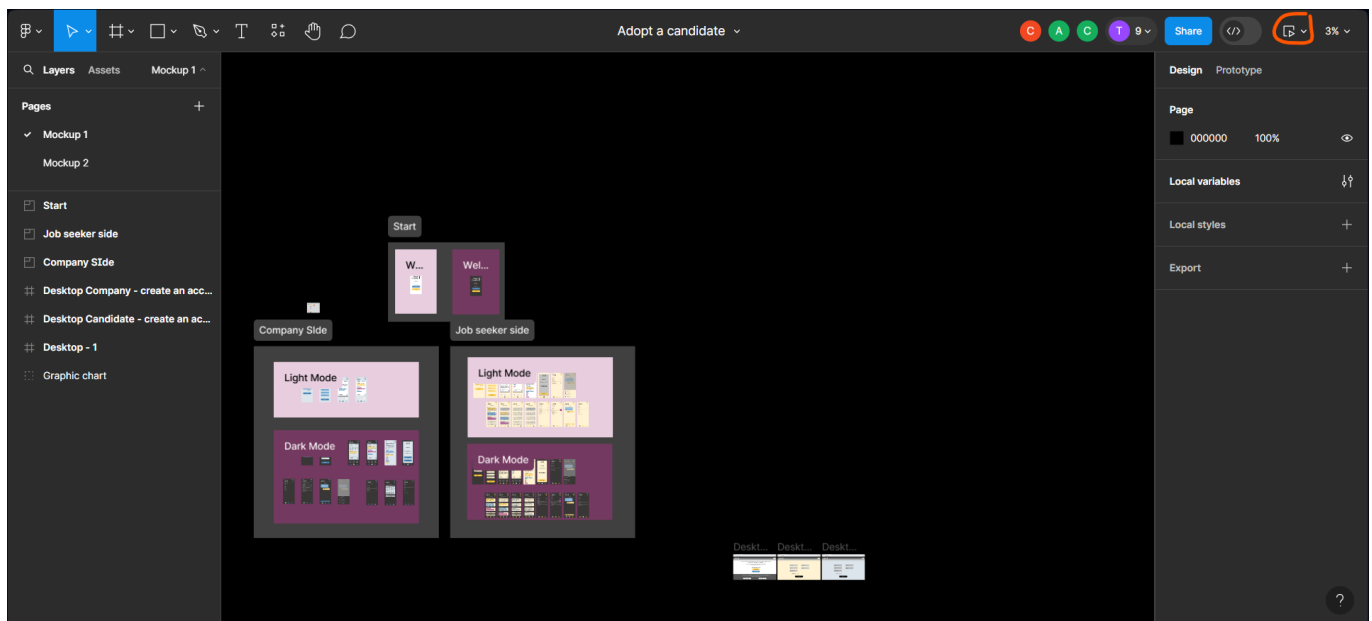 Adopt a candidate
C A C T 9
Share
3%
Layers Assets Mockup 1
Design Prototype
Pages
Page
Mockup 1
000000 100%
Mockup 2
Local variables
Start
Job seeker side
Local styles
Company SIde
Export
Desktop Company - create an acc...
Desktop Candidate - create an ac...
Desktop - 1
Graphic chart
Start
W...
Wel...
Company SIde
Job seeker side
Light Mode
Light Mode
Dark Mode
Dark Mode
Deskt... Deskt... Deskt...
?